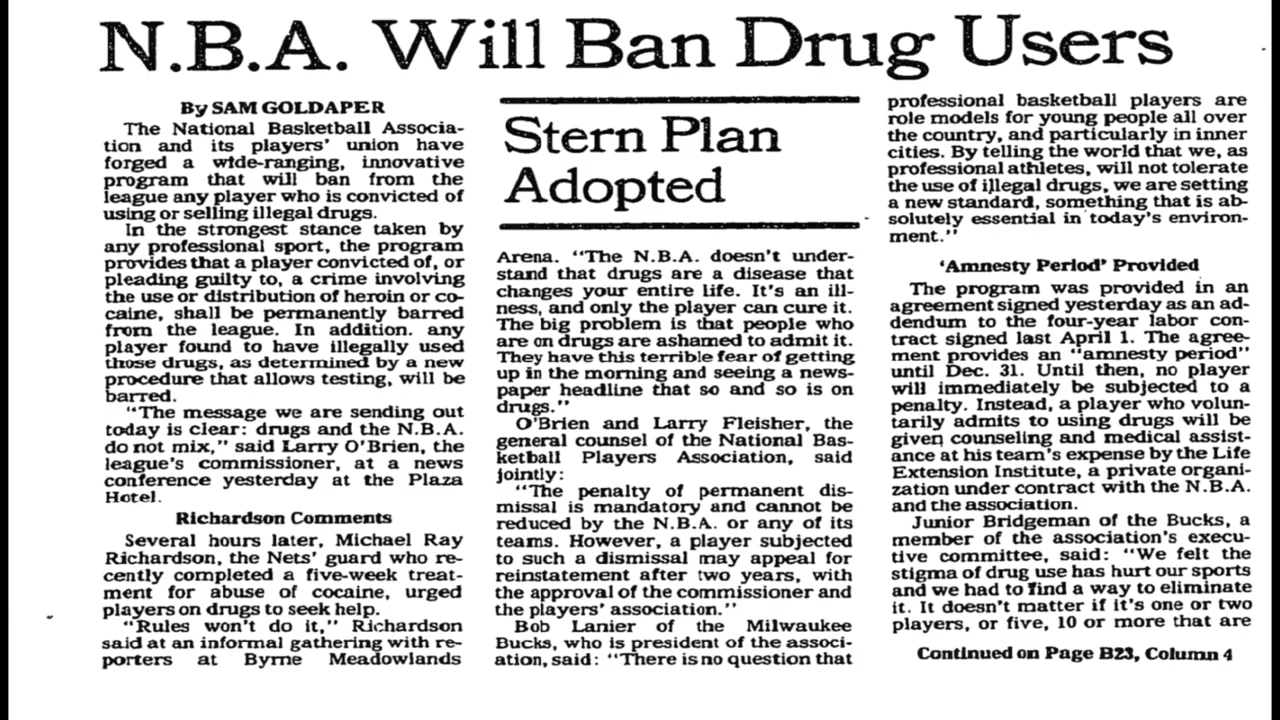 N.B.A. Will Ban Drug Users
By SAM GOLDAPER
The National Basketball Associa-
tion and its players' union have
forged a wide-ranging, innovative
program that will ban from the
league any player who is convicted of
using or selling illegal drugs.
In the strongest stance taken by
any professional sport, the program
provides that a player convicted of, or
pleading guilty to, a crime involving
the use or distribution of heroin or co-
caine, shall be permanently barred
from the league. In addition. any
player found to have illegally used
those drugs, as determined by a new
procedure that allows testing, will be
barred.
"The message we are sending out
today is clear: drugs and the N.B.A.
do not mix," said Larry O'Brien, the
league's commissioner, at a news
conference yesterday at the Plaza
Hotel.
Richardson Comments
Several hours later, Michael Ray
Richardson, the Nets' guard who re-
cently completed a five-week treat-
ment for abuse of cocaine, urged
players on drugs to seek help.
"Rules won't do it," Richardson
said at an informal gathering with re-
porters at Byrne Meadowlands
Stern Plan
Adopted
Arena. "The N.B.A. doesn't under-
stand that drugs are a disease that
changes your entire life. It's an ill-
ness, and only the player can cure it.
The big problem is that people who
are on drugs are ashamed to admit it.
They have this terrible fear of getting
up in the morning and seeing a news-
paper headline that so and so is on
drugs."
O'Brien and Larry Fleisher, the
general counsel of the National Bas-
ketball Players Association, said
jointly:
"The penalty of permanent dis-
missal is mandatory and cannot be
reduced by the N.B.A. or any of its
teams. However, a player subjected
to such a dismissal may appeal for
reinstatement after two years, with
the approval of the commissioner and
the players' association."
Bob Lanier of the Milwaukee
Bucks, who is president of the associ-
ation, said: "There is no question that
professional basketball players are
role models for young people all over
the country, and particularly in inner
cities. By telling the world that we, as
professional athletes, will not tolerate
the use of illegal drugs, we are setting
a new standard, something that is ab-
solutely essential in today's environ-
ment."
'Amnesty Period' Provided
The program was provided in an
agreement signed yesterday as an ad-
dendum to the four-year labor con-
tract signed last April 1. The agree-
ment provides an "amnesty period"
until Dec. 31. Until then, no player
will immediately be subjected to a
penalty. Instead, a player who volun-
tarily admits to using drugs will be
given counseling and medical assist-
ance at his team's expense by the Life
Extension Institute, a private organi-
zation under contract with the N.B.A.
and the association.
Junior Bridgeman of the Bucks, a
member of the association's execu-
tive committee, said: "We felt the
stigma of drug use has hurt our sports
and we had to find a way to eliminate
it. It doesn't matter if it's one or two
players, or five, 10 or more that are
Continued on Page B23, Column 4